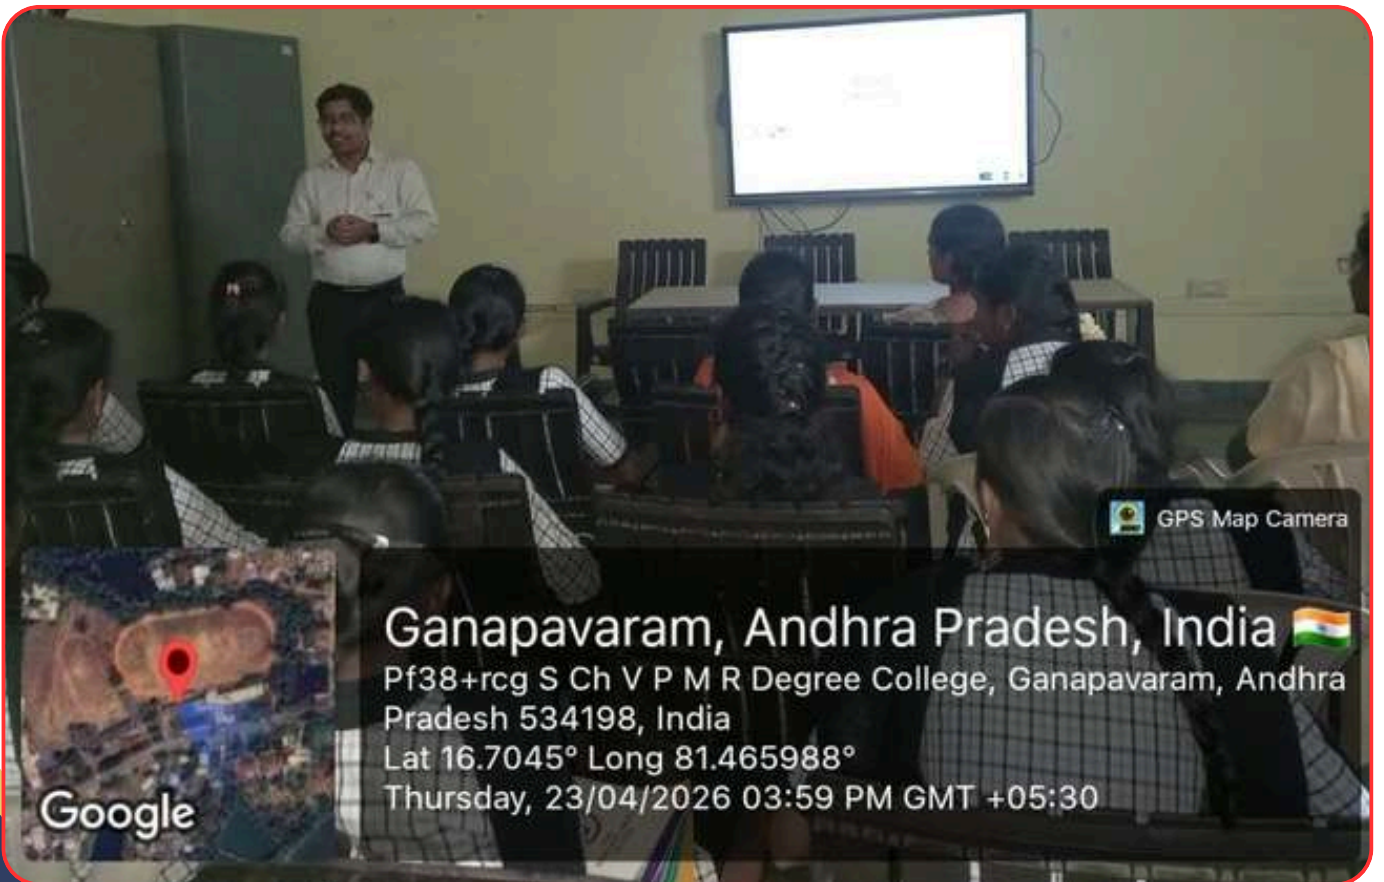 GPS Map Camera
Ganapavaram, Andhra Pradesh, India
Pf38+rcg S Ch V P M R Degree College, Ganapavaram, Andhra
Pradesh 534198, India
Lat 16.7045° Long 81.465988°
Thursday, 23/04/2026 03:59 PM GMT +05:30
Google